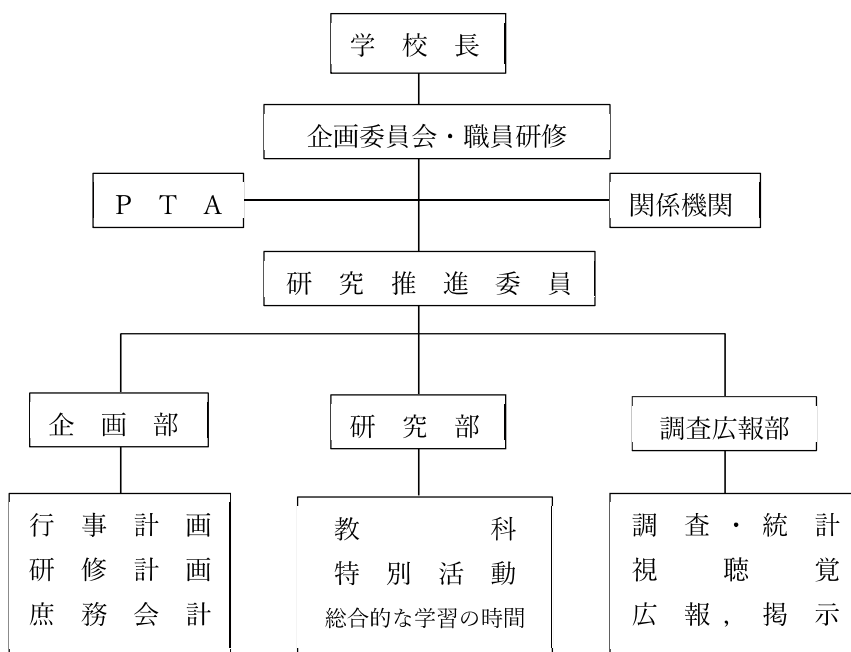 学校長
企画委員会・職員研修
ＰＴＡ
関係機関
研究推進委員
企画部
研究部
調査広報部
行事計画
研修計画
庶務会計
教科
特別活動
総合的な学習の時間
調査・統計
視聴覚
広報，掲示